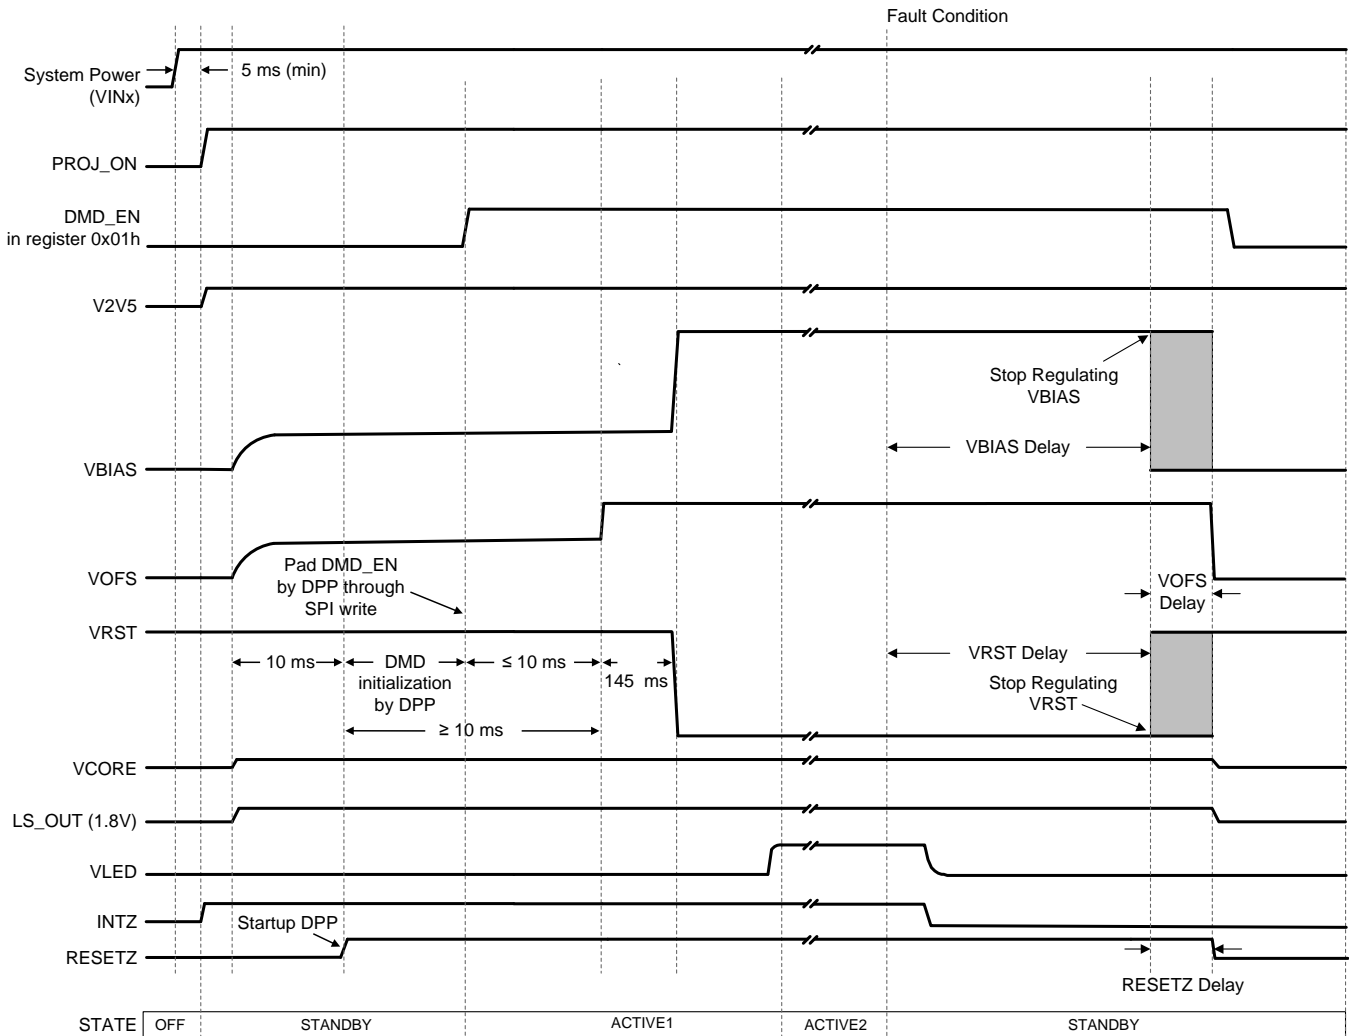 Fault Condition
System Power
(VINx)
5 ms (min)
PROJ_ON
DMD_EN
in register 0x01h
V2V5
Stop Regulating
VBIAS
VBIAS Delay
VBIAS
Pad DMD_EN
by DPP through
SPI write
VOFS
VOFS
Delay
VRST
10 ms
DMD
initialization
by DPP
≤ 10 ms
145 ms
≥ 10 ms
VRST Delay
Stop Regulating
VRST
VCORE
LS_OUT (1.8V)
VLED
INTZ
Startup DPP
RESETZ
RESETZ Delay
STATE OFF STANDBY ACTIVE1 ACTIVE2 STANDBY